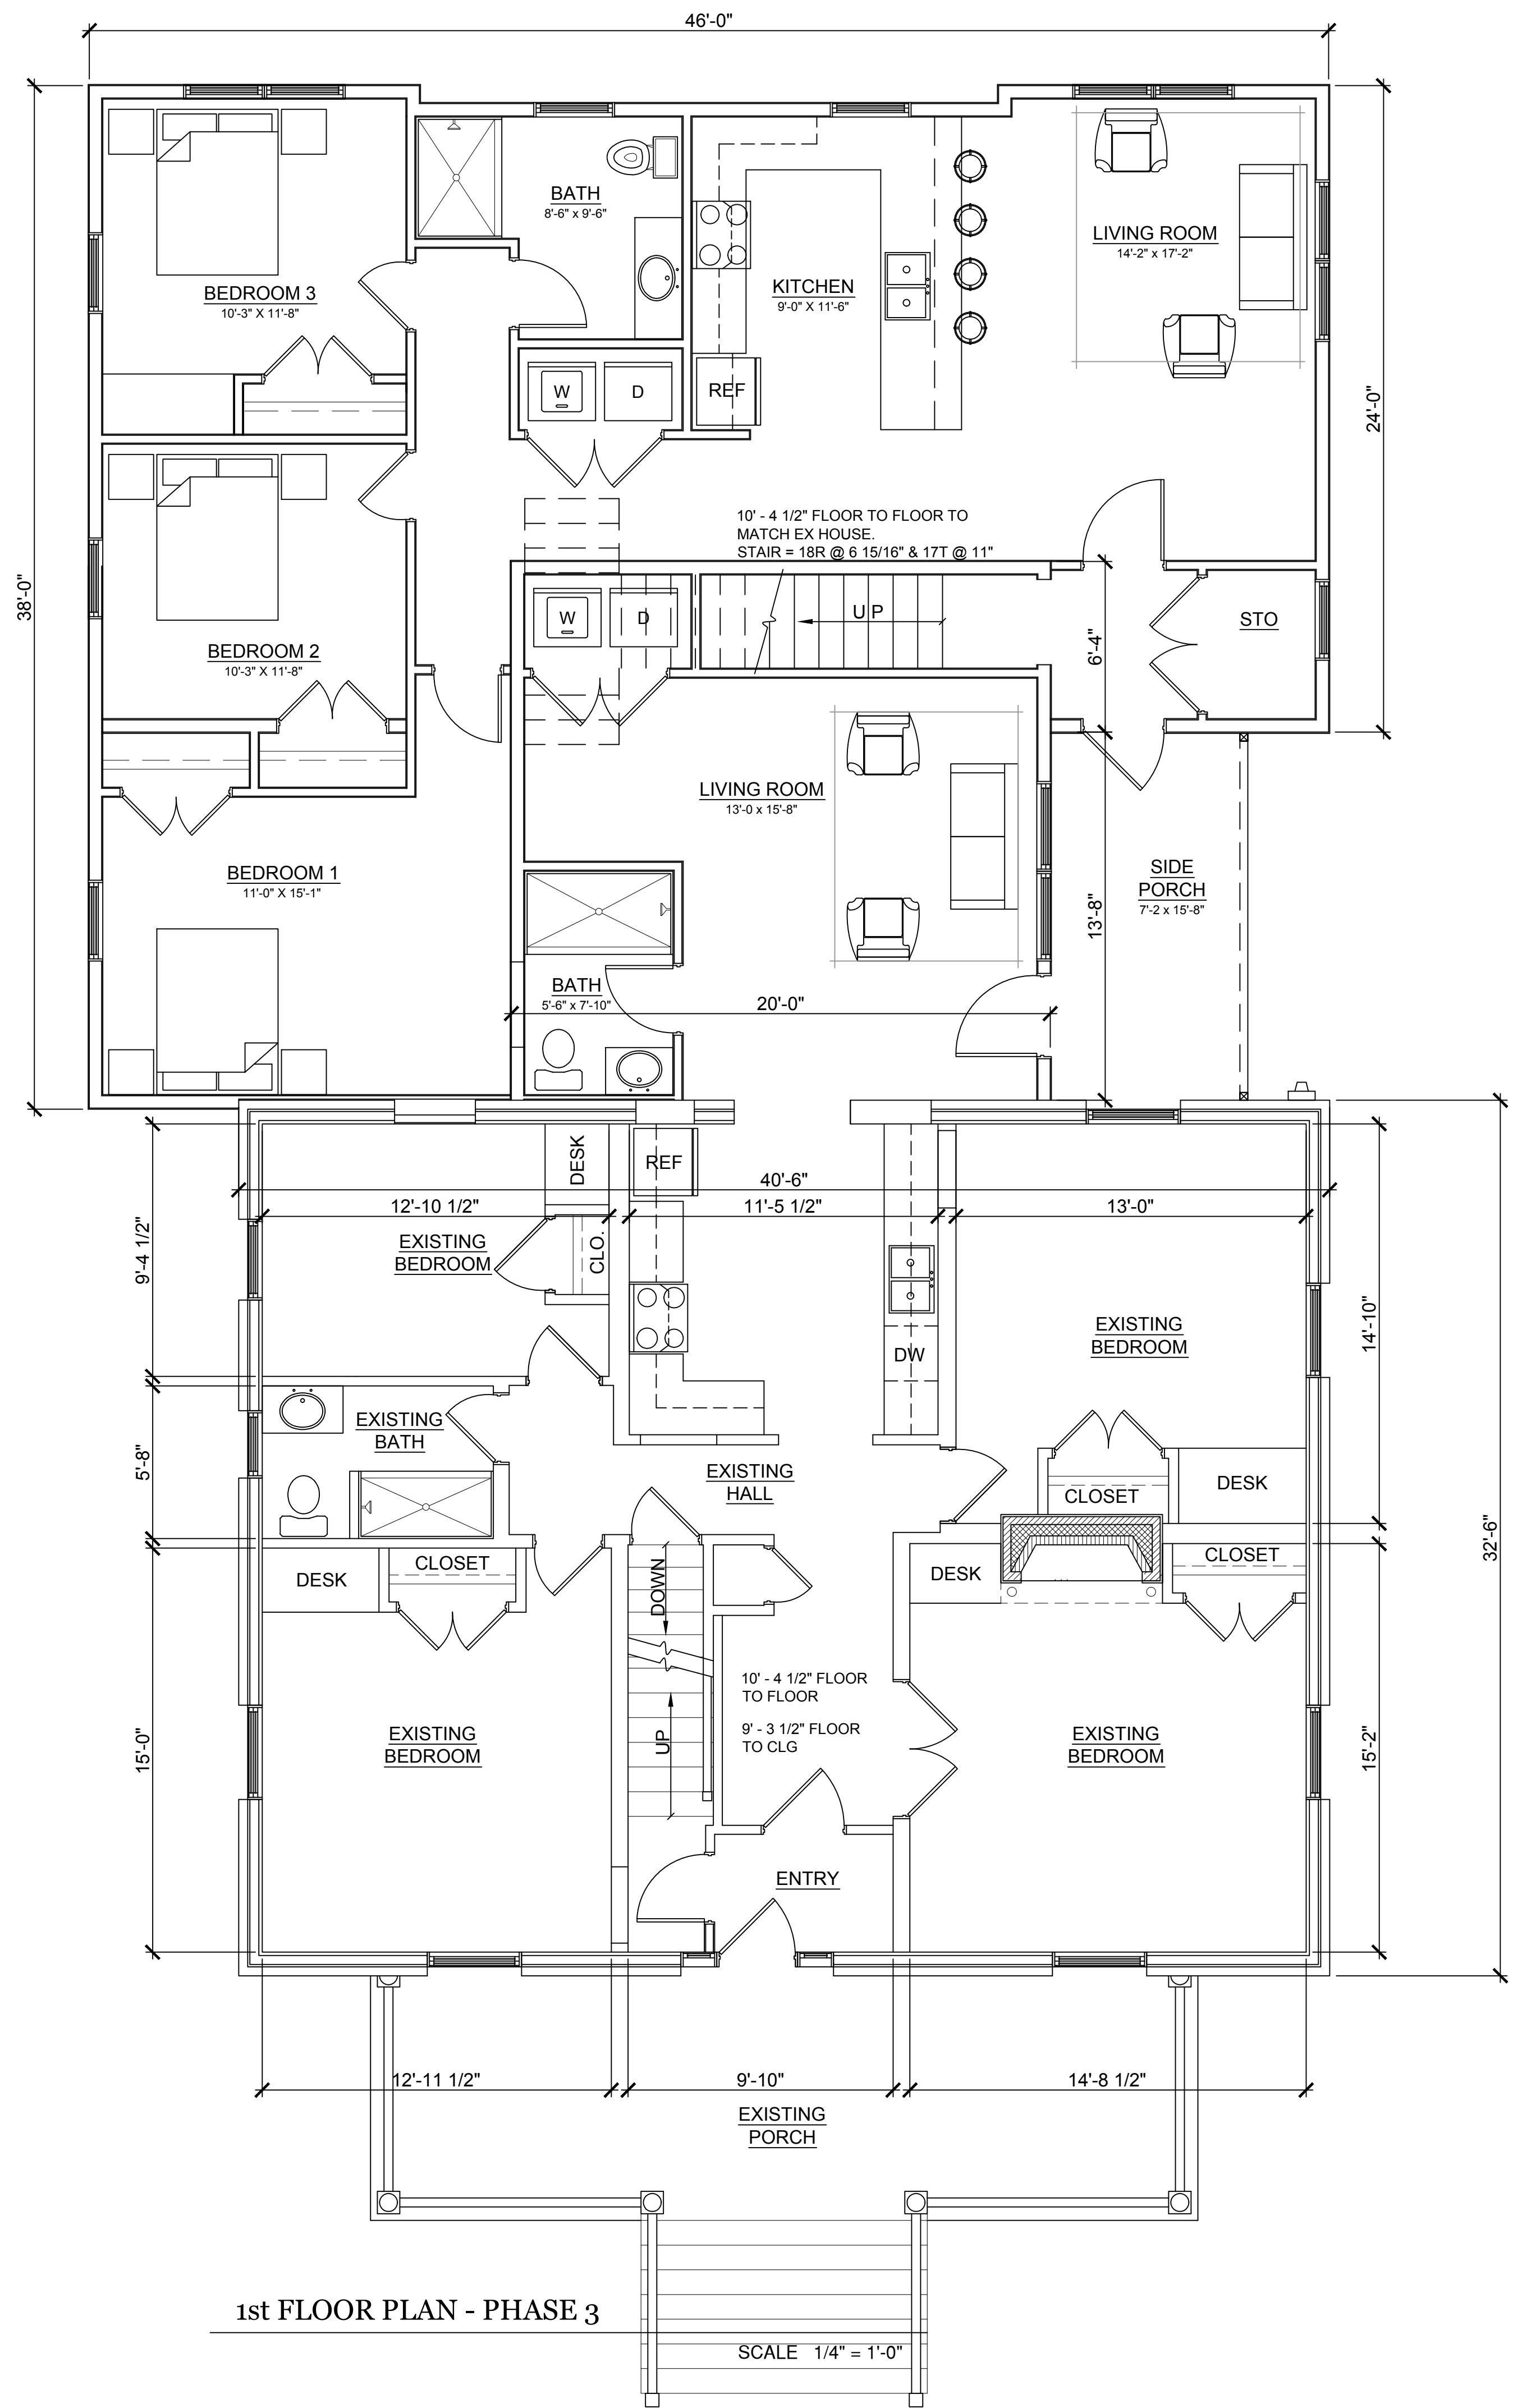 46'-0"
BATH
8'-6" x 9'-6"
LIVING ROOM
14'-2" x 17'-2"
KITCHEN
9'-0" X 11'-6"
BEDROOM 3
10'-3" X 11'-8"
W
D
REF
24'-0"
10' - 4 1/2" FLOOR TO FLOOR TO
MATCH EX HOUSE.
STAIR = 18R @ 6 15/16" & 17T @ 11"
38'-0"
W
D
UP
6'-4"
STO
BEDROOM 2
10'-3" X 11'-8"
LIVING ROOM
13'-0 x 15'-8"
BEDROOM 1
11'-0" X 15'-1"
SIDE
PORCH
7'-2 x 15'-8"
13'-8"
BATH
5'-6" x 7'-10"
20'-0"
DESK
REF
40'-6"
12'-10 1/2"
11'-5 1/2"
13'-0"
9'-4 1/2"
EXISTING
BEDROOM
CLO.
EXISTING
BEDROOM
14'-10"
DW
EXISTING
BATH
5'-8"
EXISTING
HALL
CLOSET
DESK
32'-6"
DESK
CLOSET
DOWN
DESK
CLOSET
10' - 4 1/2" FLOOR
TO FLOOR
9' - 3 1/2" FLOOR
TO CLG
UP
15'-0"
EXISTING
BEDROOM
EXISTING
BEDROOM
15'-2"
ENTRY
12'-11 1/2"
9'-10"
14'-8 1/2"
EXISTING
PORCH
1st FLOOR PLAN - PHASE 3
SCALE 1/4" = 1'-0"